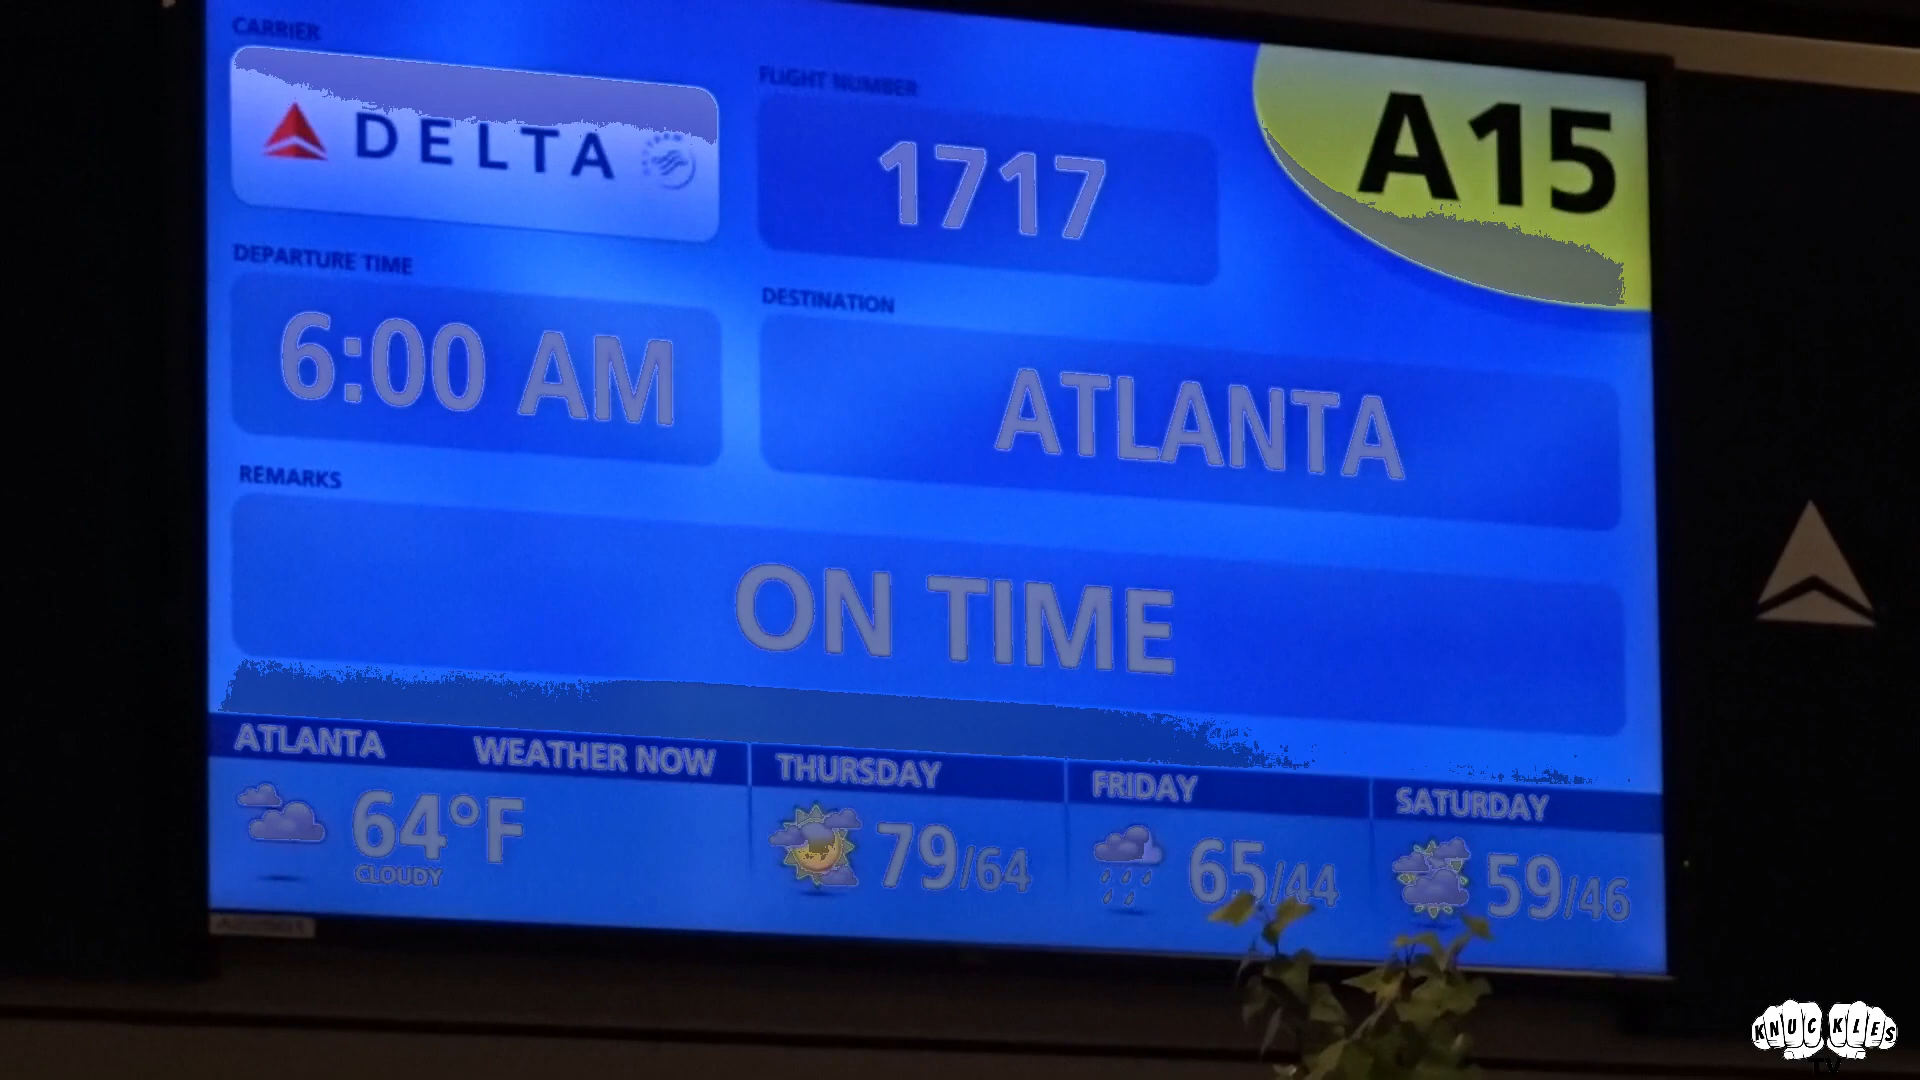 CARRIER
DELTA
FLIGHT NUMBER
1717
A15
DEPARTURE TIME
6:00 AM
DESTINATION
ATLANTA
REMARKS
ON TIME
ATLANTA WEATHER NOW
64°F
CLOUDY
THURSDAY
79/64
FRIDAY
65/44
SATURDAY
59/46
KNUCKLES
TV